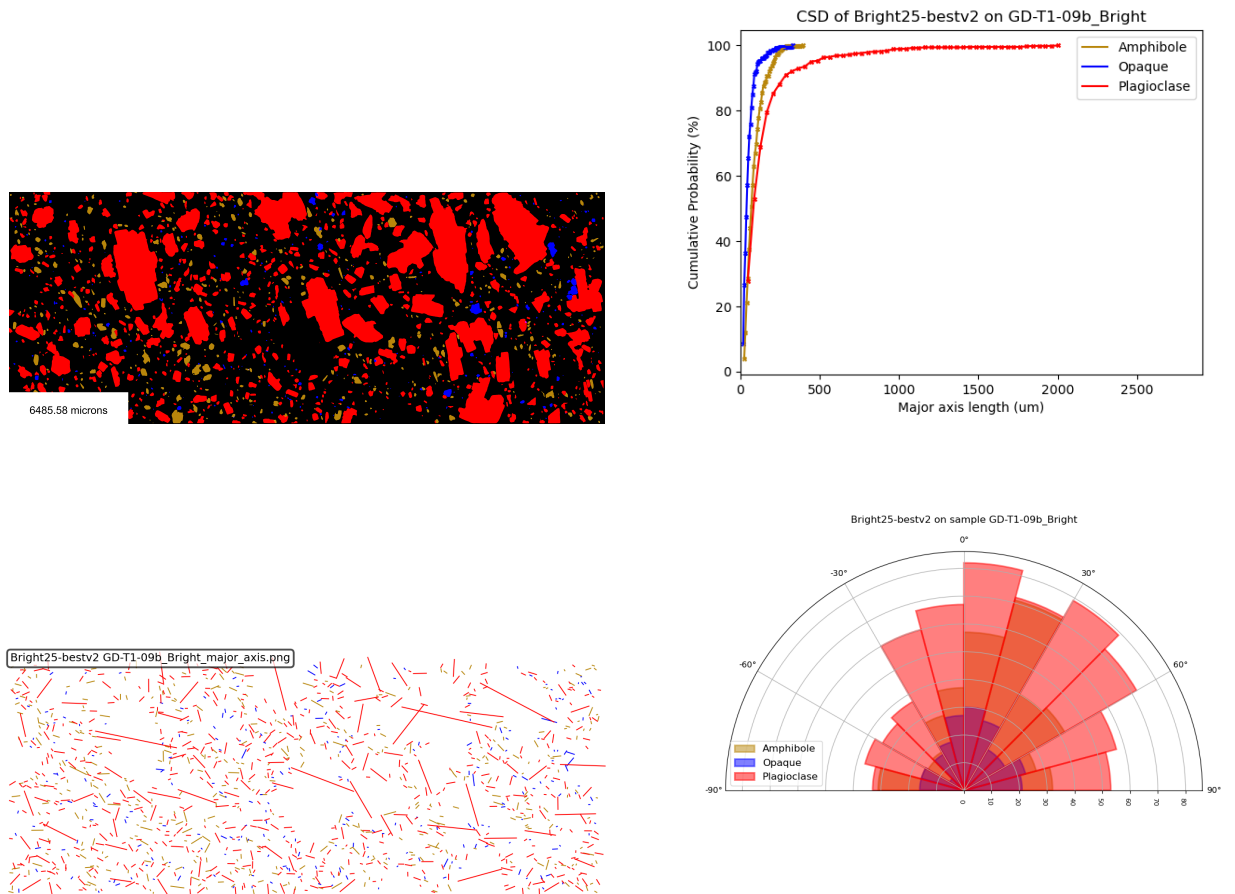 CSD of Bright25-bestv2 on GD-T1-09b_Bright
100
80
60
40
20
0
Cumulative Probability (%)
Amphibole
Opaque
Plagioclase
0
500
1000
1500
2000
2500
Major axis length (um)
6485.58 microns
Bright25-bestv2 GD-T1-09b_Bright_major_axis.png
Bright25-bestv2 on sample GD-T1-09b_Bright
0°
-30°
30°
-60°
60°
-90°
90°
Amphibole
Opaque
Plagioclase
0
10
20
30
40
50
60
70
80